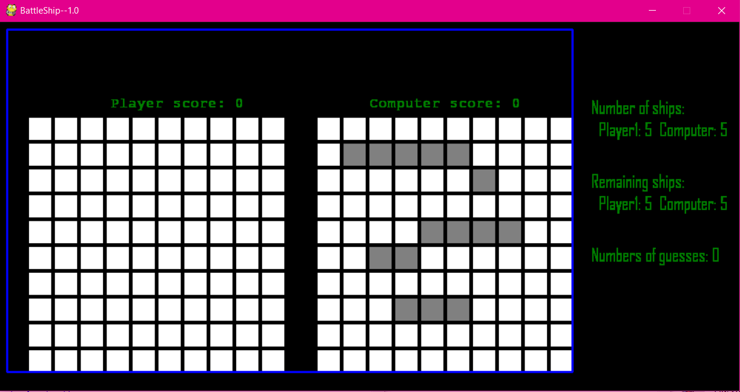 BattleShip--1.0
Player score: 0
Computer score: 0
Number of ships:
Player1: 5 Computer: 5
Remaining ships:
Player1: 5 Computer: 5
Numbers of guesses: 0